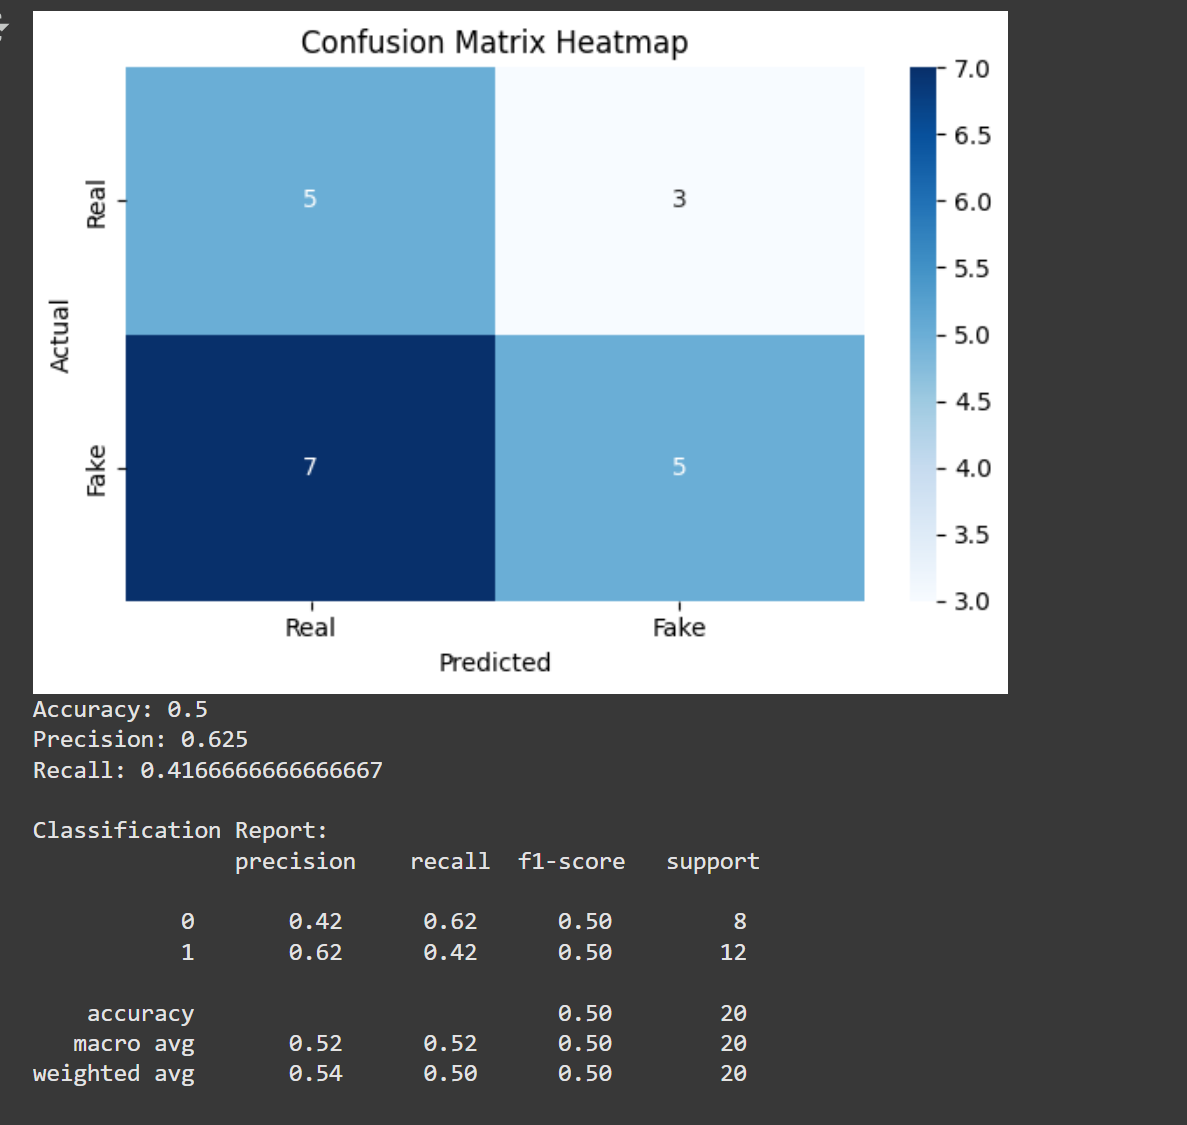 Confusion Matrix Heatmap
7.0
6.5
6.0
5.5
5.0
4.5
4.0
3.5
3.0
Actual
Real
Fake
5 3
7 5
Real Fake
Predicted
Accuracy: 0.5
Precision: 0.625
Recall: 0.4166666666666667
Classification Report:
precision recall f1-score support
0 0.42 0.62 0.50 8
1 0.62 0.42 0.50 12
accuracy 0.50 20
macro avg 0.52 0.52 0.50 20
weighted avg 0.54 0.50 0.50 20